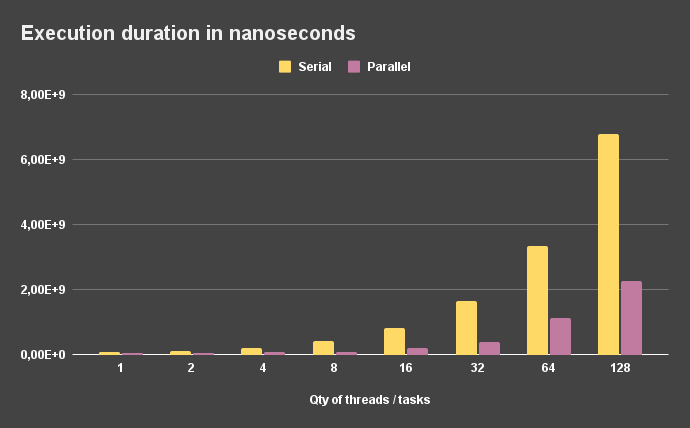 Execution duration in nanoseconds
Serial Parallel
8,00E+9
6,00E+9
4,00E+9
2,00E+9
0,00E+0
1 2 4 8 16 32 64 128
Qty of threads / tasks